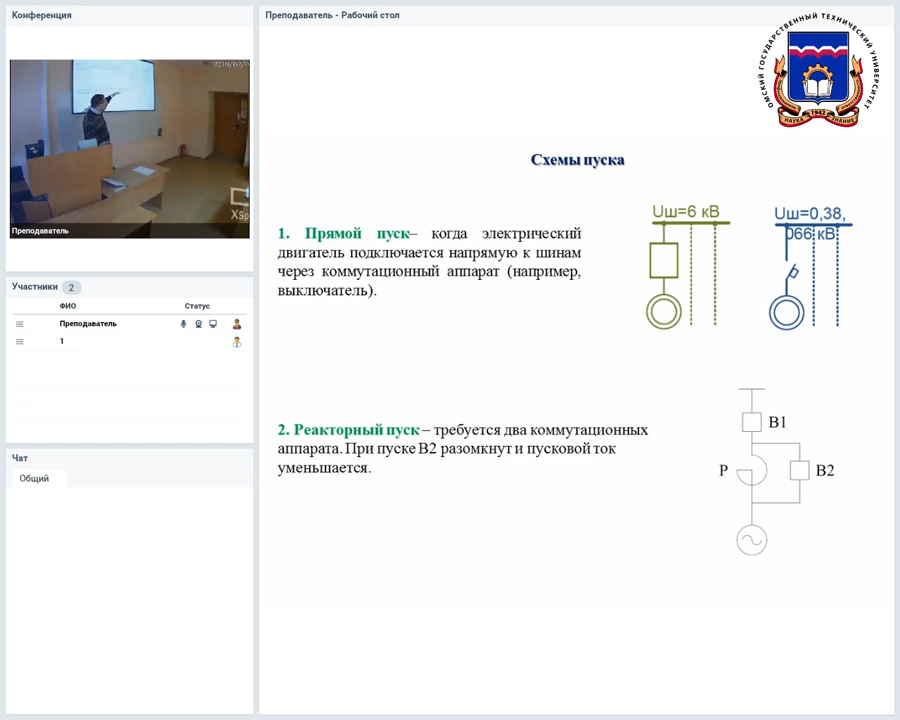 Конференция
Преподаватель
Участники 2
ФИО Статус
Преподаватель
1
Чат
Общий
Преподаватель - Рабочий стол
ОМСКИЙ ГОСУДАРСТВЕННЫЙ ТЕХНИЧЕСКИЙ УНИВЕРСИТЕТ
НАУКА 1942 ЗНАНИЕ
Схемы пуска
1. Прямой пуск– когда электрический
двигатель подключается напрямую к шинам
через коммутационный аппарат (например,
выключатель).
Uш=6 кВ
Uш=0,38,
066 кВ
2. Реакторный пуск – требуется два коммутационных
аппарата. При пуске В2 разомкнут и пусковой ток
уменьшается.
В1
Р
В2